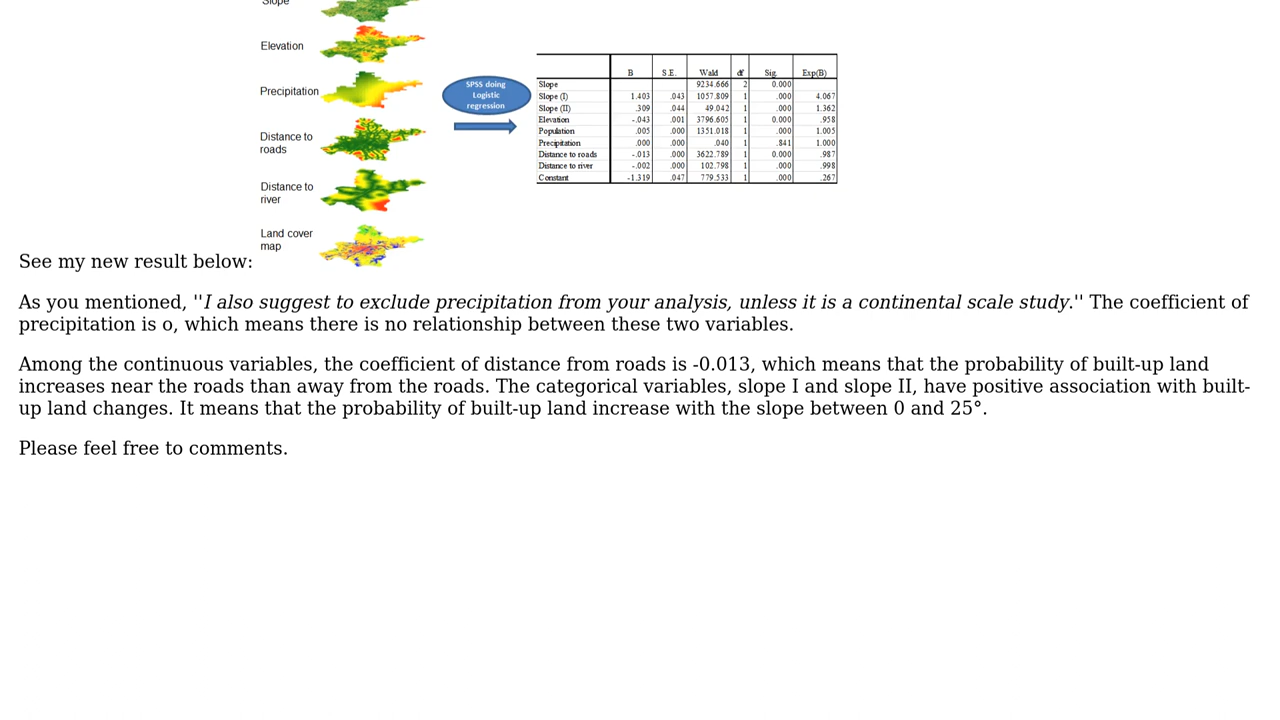 Slope
Elevation
Precipitation
Distance to
roads
Distance to
river
Land cover
map
SPSS doing
Logistic
regression
B S.E. Wald df Sig. Exp(B)
Slope 9234.666 2 0.000
Slope (I) 1.403 .043 1057.809 1 .000 4.067
Slope (II) .309 .044 49.042 1 .000 1.362
Elevation -.043 .001 3796.605 1 0.000 .958
Population .005 .000 1351.018 1 .000 1.005
Precipitation .000 .000 .040 1 .841 1.000
Distance to roads -.013 .000 3622.789 1 0.000 .987
Distance to river -.002 .000 102.798 1 .000 .998
Constant -1.319 .047 779.533 1 .000 .267
See my new result below:
As you mentioned, ''I also suggest to exclude precipitation from your analysis, unless it is a continental scale study.'' The coefficient of
precipitation is o, which means there is no relationship between these two variables.
Among the continuous variables, the coefficient of distance from roads is -0.013, which means that the probability of built-up land
increases near the roads than away from the roads. The categorical variables, slope I and slope II, have positive association with built-
up land changes. It means that the probability of built-up land increase with the slope between 0 and 25°.
Please feel free to comments.